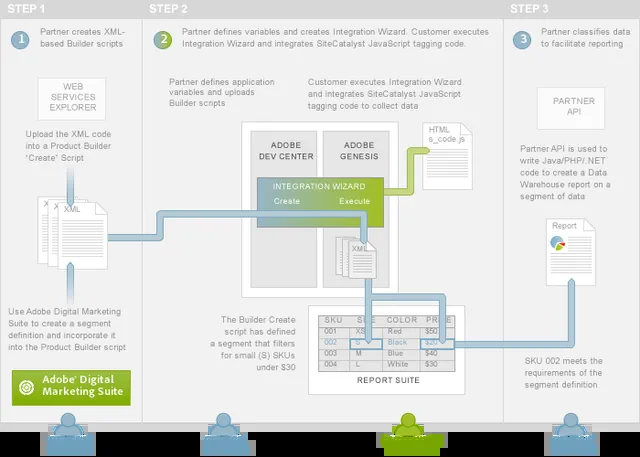 STEP 1
1
Partner creates XML-
based Builder scripts
WEB
SERVICES
EXPLORER
Upload the XML code
into a Product Builder
“Create” Script
XML
Use Adobe Digital Marketing
Suite to create a segment
definition and incorporate it
into the Product Builder script
Adobe® Digital
Marketing Suite
STEP 2
2
Partner defines variables and creates Integration Wizard. Customer executes
Integration Wizard and integrates SiteCatalyst JavaScript tagging code.
Partner defines application
variables and uploads
Builder scripts
Customer executes Integration Wizard
and integrates SiteCatalyst JavaScript
tagging code to collect data
ADOBE
DEV CENTER
ADOBE
GENESIS
HTML
s_code.js
INTEGRATION WIZARD
Create Execute
XML
The Builder Create
script has defined
a segment that filters
for small (S) SKUs
under $30
SKU SIZE COLOR PRICE
001 XS Red $50
002 S Black $20
003 M Blue $40
004 L White $30
REPORT SUITE
STEP 3
3
Partner classifies data
to facilitate reporting
PARTNER
API
Partner API is used to
write Java/PHP/.NET
code to create a Data
Warehouse report on a
segment of data
Report
SKU 002 meets the
requirements of the
segment definition